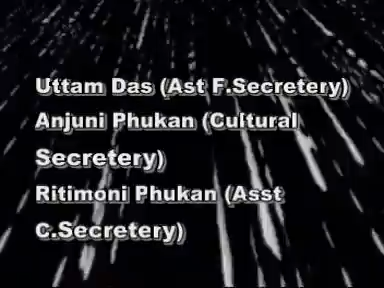 Uttam Das (Ast F.Secretery)
Anjuni Phukan (Cultural
Secretery)
Ritimoni Phukan (Asst
C.Secretery)